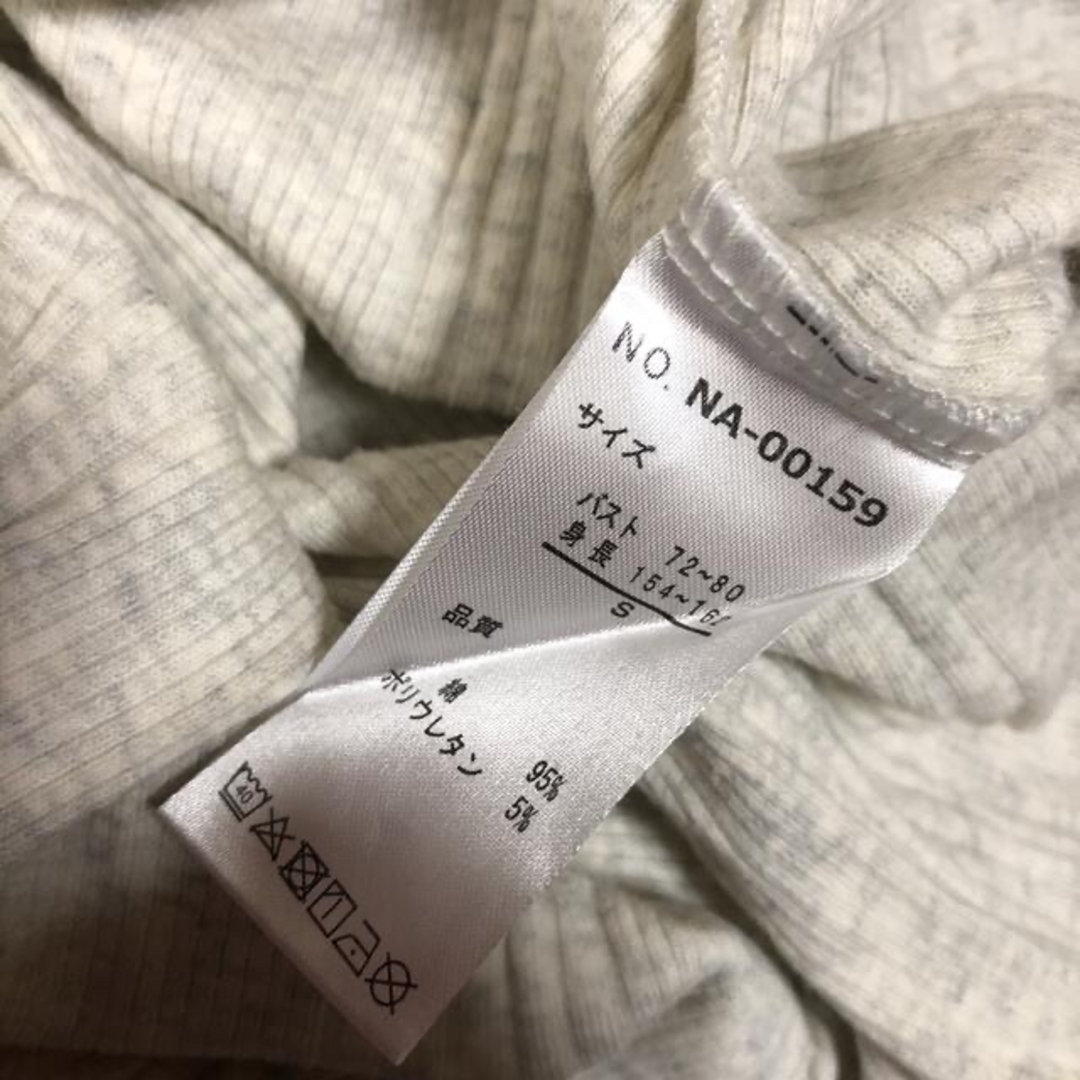 NO. NA-00159
サイズ
バスト 72~80
身長 154~16
S
品質
綿 95%
ポリウレタン 5%
40